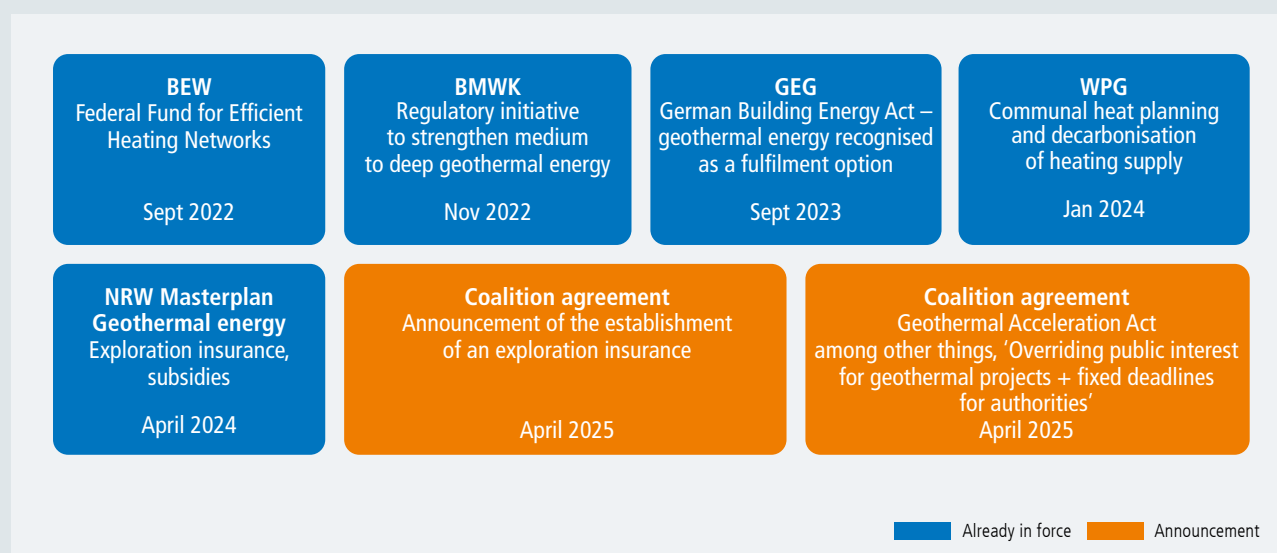 BEW
Federal Fund for Efficient
Heating Networks
Sept 2022
BMWK
Regulatory initiative
to strengthen medium
to deep geothermal energy
Nov 2022
GEG
German Building Energy Act –
geothermal energy recognised
as a fulfilment option
Sept 2023
WPG
Communal heat planning
and decarbonisation
of heating supply
Jan 2024
NRW Masterplan
Geothermal energy
Exploration insurance,
subsidies
April 2024
Coalition agreement
Announcement of the establishment
of an exploration insurance
April 2025
Coalition agreement
Geothermal Acceleration Act
among other things, ‘Overriding public interest
for geothermal projects + fixed deadlines
for authorities’
April 2025
Already in force
Announcement